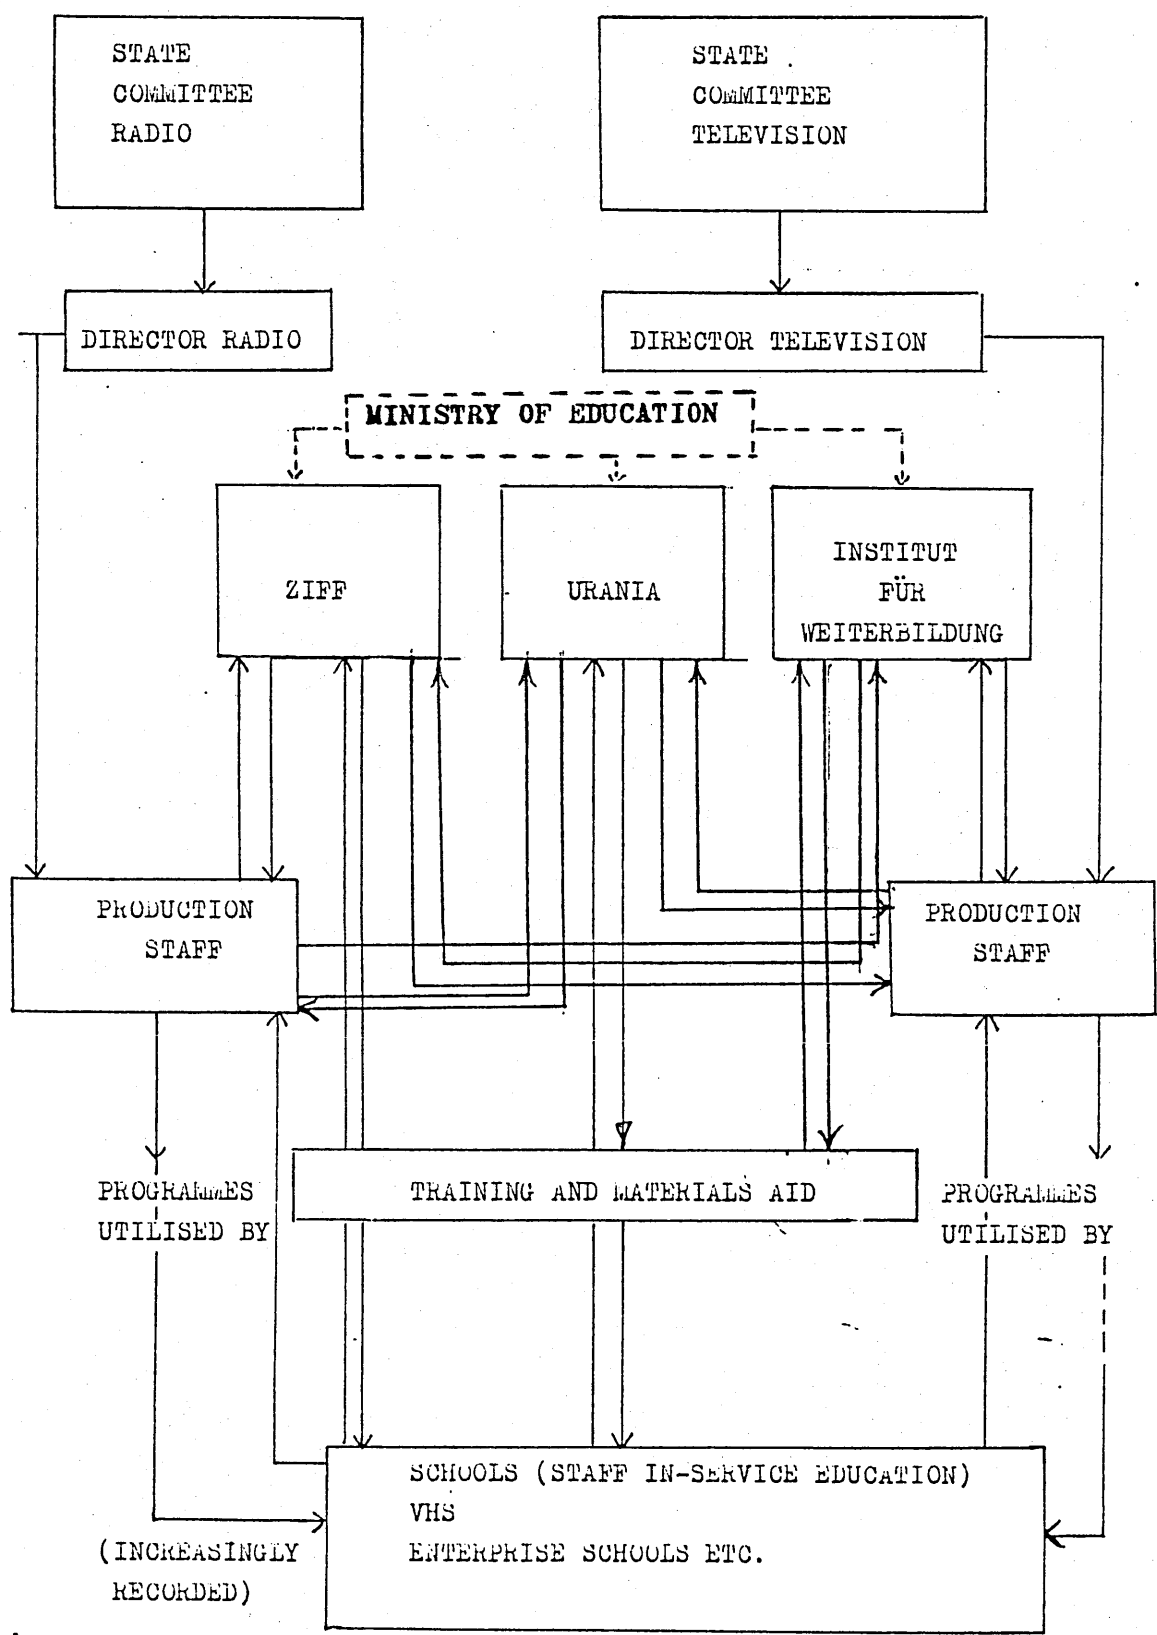 STATE
COMMITTEE
RADIO
STATE
COMMITTEE
TELEVISION
DIRECTOR RADIO
DIRECTOR TELEVISION
MINISTRY OF EDUCATION
ZIFF
URANIA
INSTITUT
FÜR
WEITERBILDUNG
PRODUCTION
STAFF
PRODUCTION
STAFF
PROGRAMMES
UTILISED BY
TRAINING AND MATERIALS AID
PROGRAMMES
UTILISED BY
SCHOOLS (STAFF IN-SERVICE EDUCATION)
VHS
ENTERPRISE SCHOOLS ETC.
(INCREASINGLY
RECORDED)